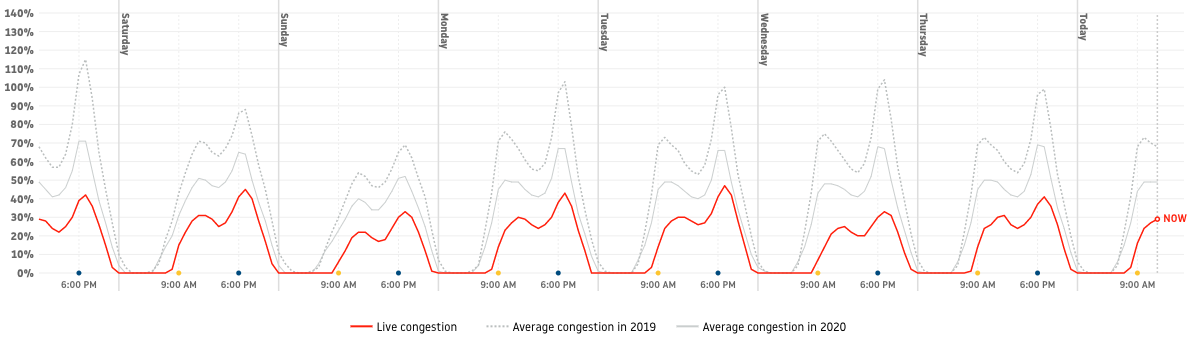 140%
130%
120%
110%
100%
90%
80%
70%
60%
50%
40%
30%
20%
10%
0%
Saturday
Sunday
Monday
Tuesday
Wednesday
Thursday
Today
NOW
6:00 PM 9:00 AM 6:00 PM 9:00 AM 6:00 PM 9:00 AM 6:00 PM 9:00 AM 6:00 PM 9:00 AM 6:00 PM 9:00 AM 6:00 PM 9:00 AM
Live congestion Average congestion in 2019 Average congestion in 2020